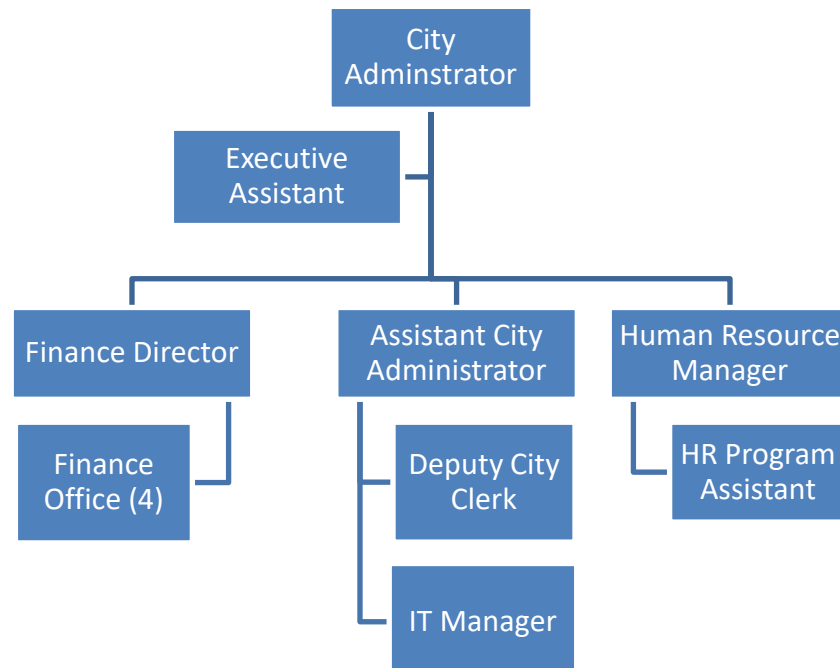 City
Adminstrator
Executive
Assistant
Finance Director
Assistant City
Administrator
Human Resource
Manager
Finance
Office (4)
Deputy City
Clerk
HR Program
Assistant
IT Manager